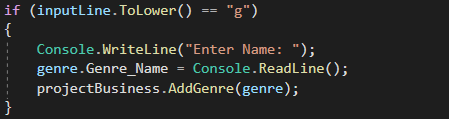 if (inputLine.ToLower() == "g")
{
Console.WriteLine("Enter Name: ");
genre.Genre_Name = Console.ReadLine();
projectBusiness.AddGenre(genre);
}